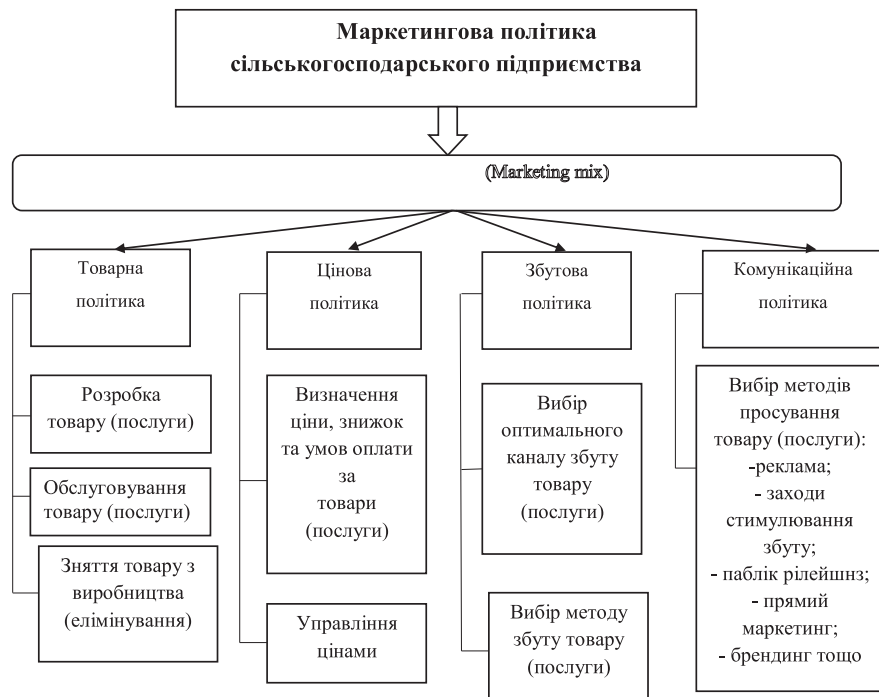 Маркетингова політика
сільськогосподарського підприємства
(Marketing mix)
Товарна
політика
Розробка
товару (послуги)
Обслуговування
товару (послуги)
Зняття товару з
виробництва
(елімінування)
Цінова
політика
Визначення
ціни, знижок
та умов оплати
за
товари
(послуги)
Управління
цінами
Збутова
політика
Вибір
оптимального
каналу збуту
товару
(послуги)
Вибір методу
збуту товару
(послуги)
Комунікаційна
політика
Вибір методів
просування
товару (послуги):
-реклама;
- заходи
стимулювання
збуту;
- паблік рілейшнз;
- прямий
маркетинг;
- брендинг тощо